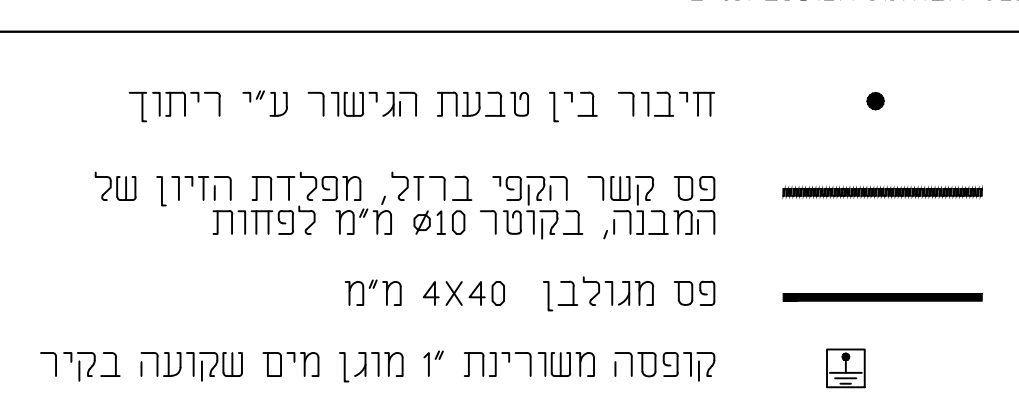 חיבור בין טבעת הגישור ע"י ריתוך
פס קשר הקפי ברזל, מפלדת הזיון של
המבנה, בקוטר ⌀10 מ"מ לפחות
פס מגולבן 4X40 מ"מ
קופסה משורינת "1 מוגן מים שקועה בקיר